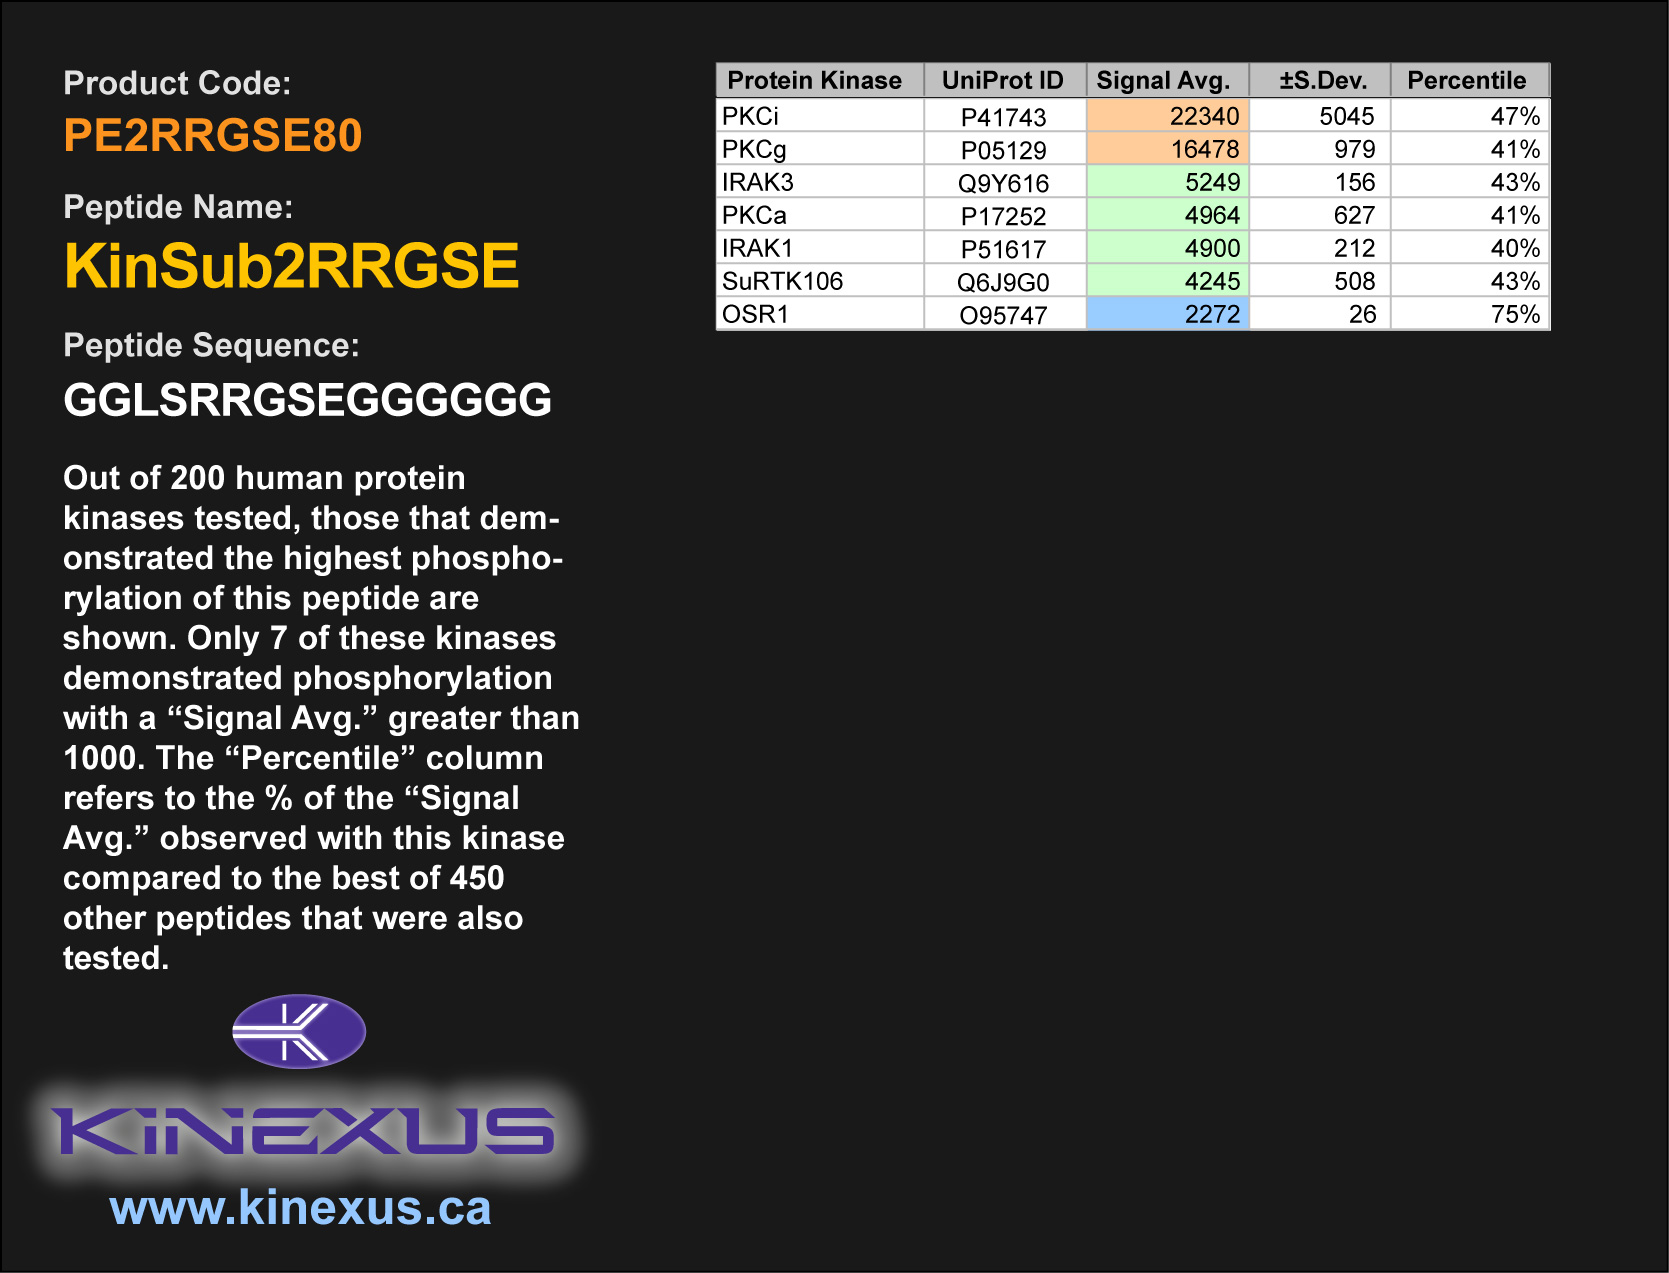 Product Code:
PE2RRGSE80
Peptide Name:
KinSub2RRGSE
Peptide Sequence:
GGLSRRGSEGGGGGG
Out of 200 human protein
kinases tested, those that dem-
onstrated the highest phospho-
rylation of this peptide are
shown. Only 7 of these kinases
demonstrated phosphorylation
with a “Signal Avg.” greater than
1000. The “Percentile” column
refers to the % of the “Signal
Avg.” observed with this kinase
compared to the best of 450
other peptides that were also
tested.
KiNEXUS
www.kinexus.ca
Protein Kinase UniProt ID Signal Avg. ±S.Dev. Percentile
PKCi P41743 22340 5045 47%
PKCg P05129 16478 979 41%
IRAK3 Q9Y616 5249 156 43%
PKCa P17252 4964 627 41%
IRAK1 P51617 4900 212 40%
SuRTK106 Q6J9G0 4245 508 43%
OSR1 O95747 2272 26 75%